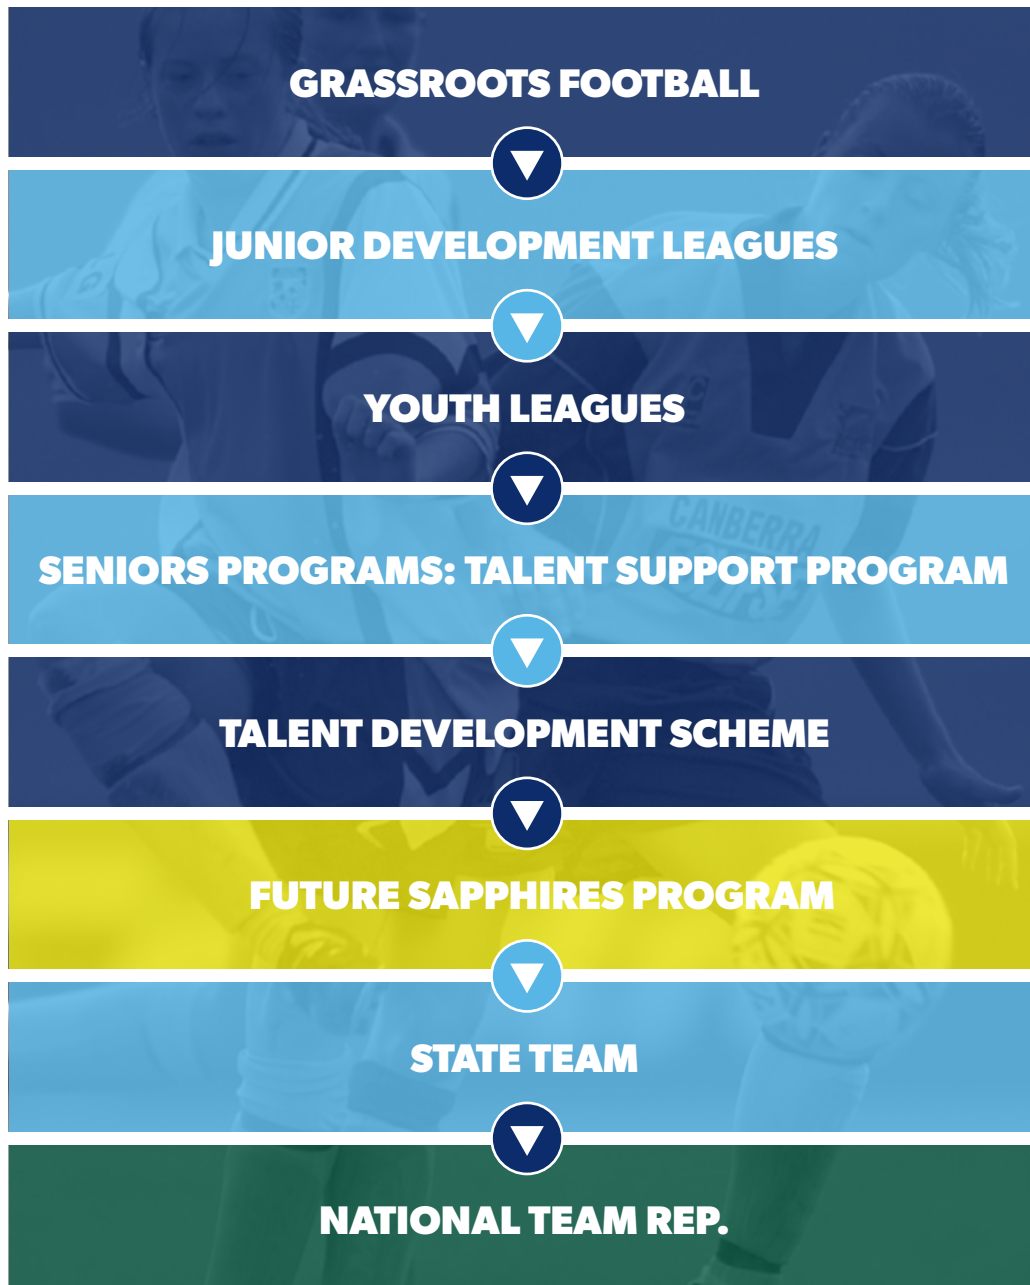 GRASSROOTS FOOTBALL
JUNIOR DEVELOPMENT LEAGUES
YOUTH LEAGUES
CANBERRA
SENIORS PROGRAMS: TALENT SUPPORT PROGRAM
TALENT DEVELOPMENT SCHEME
FUTURE SAPPHIRES PROGRAM
STATE TEAM
NATIONAL TEAM REP.